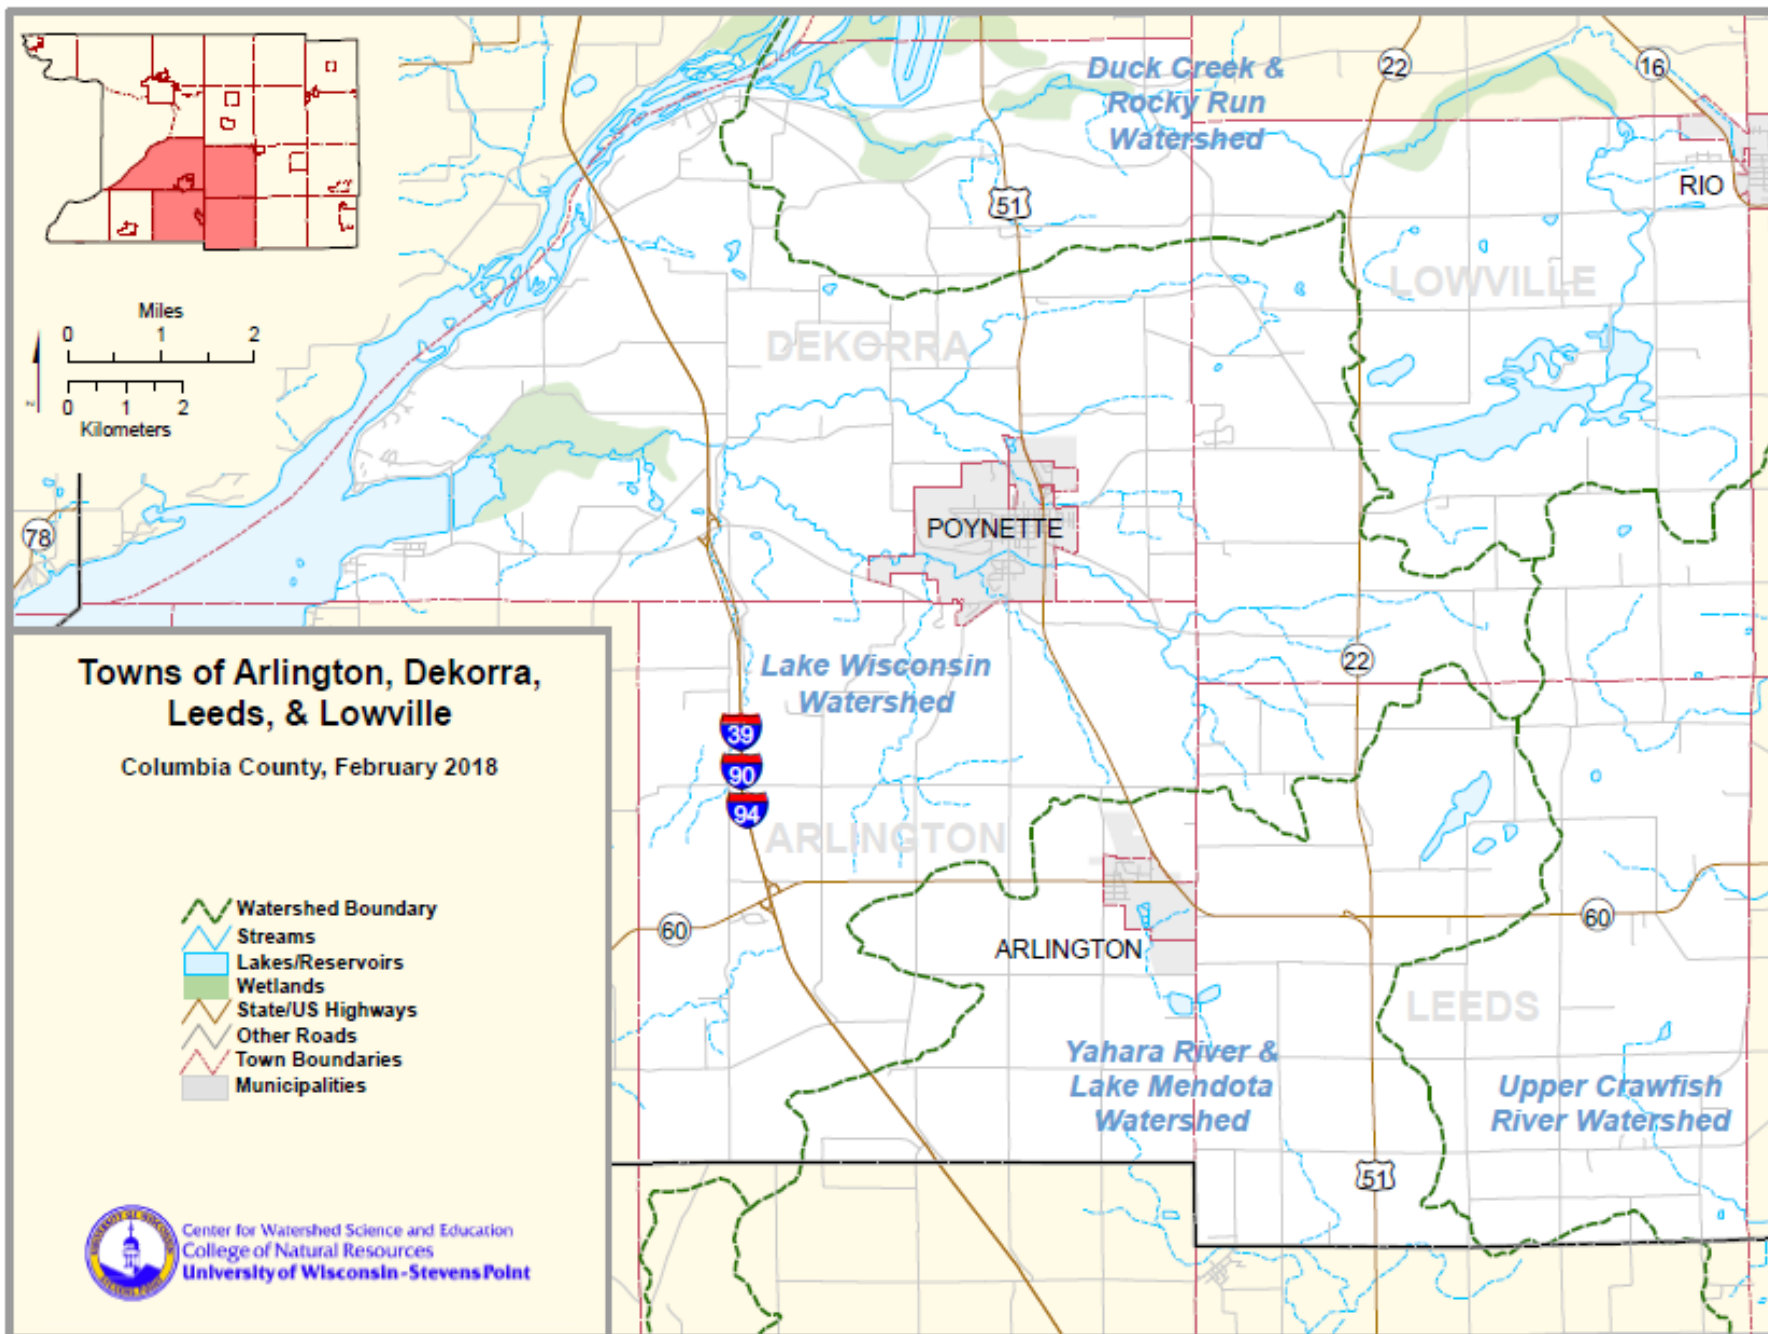 Duck Creek &
Rocky Run
Watershed
22
16
RIO
51
LOWVILLE
Miles
0 1 2
0 1 2
Kilometers
DEKORRA
78
POYNETTE
22
Lake Wisconsin
Watershed
39
90
94
ARLINGTON
60
60
ARLINGTON
LEEDS
Yahara River &
Lake Mendota
Watershed
Upper Crawfish
River Watershed
51
Towns of Arlington, Dekorra,
Leeds, & Lowville
Columbia County, February 2018
Watershed Boundary
Streams
Lakes/Reservoirs
Wetlands
State/US Highways
Other Roads
Town Boundaries
Municipalities
Center for Watershed Science and Education
College of Natural Resources
University of Wisconsin - Stevens Point